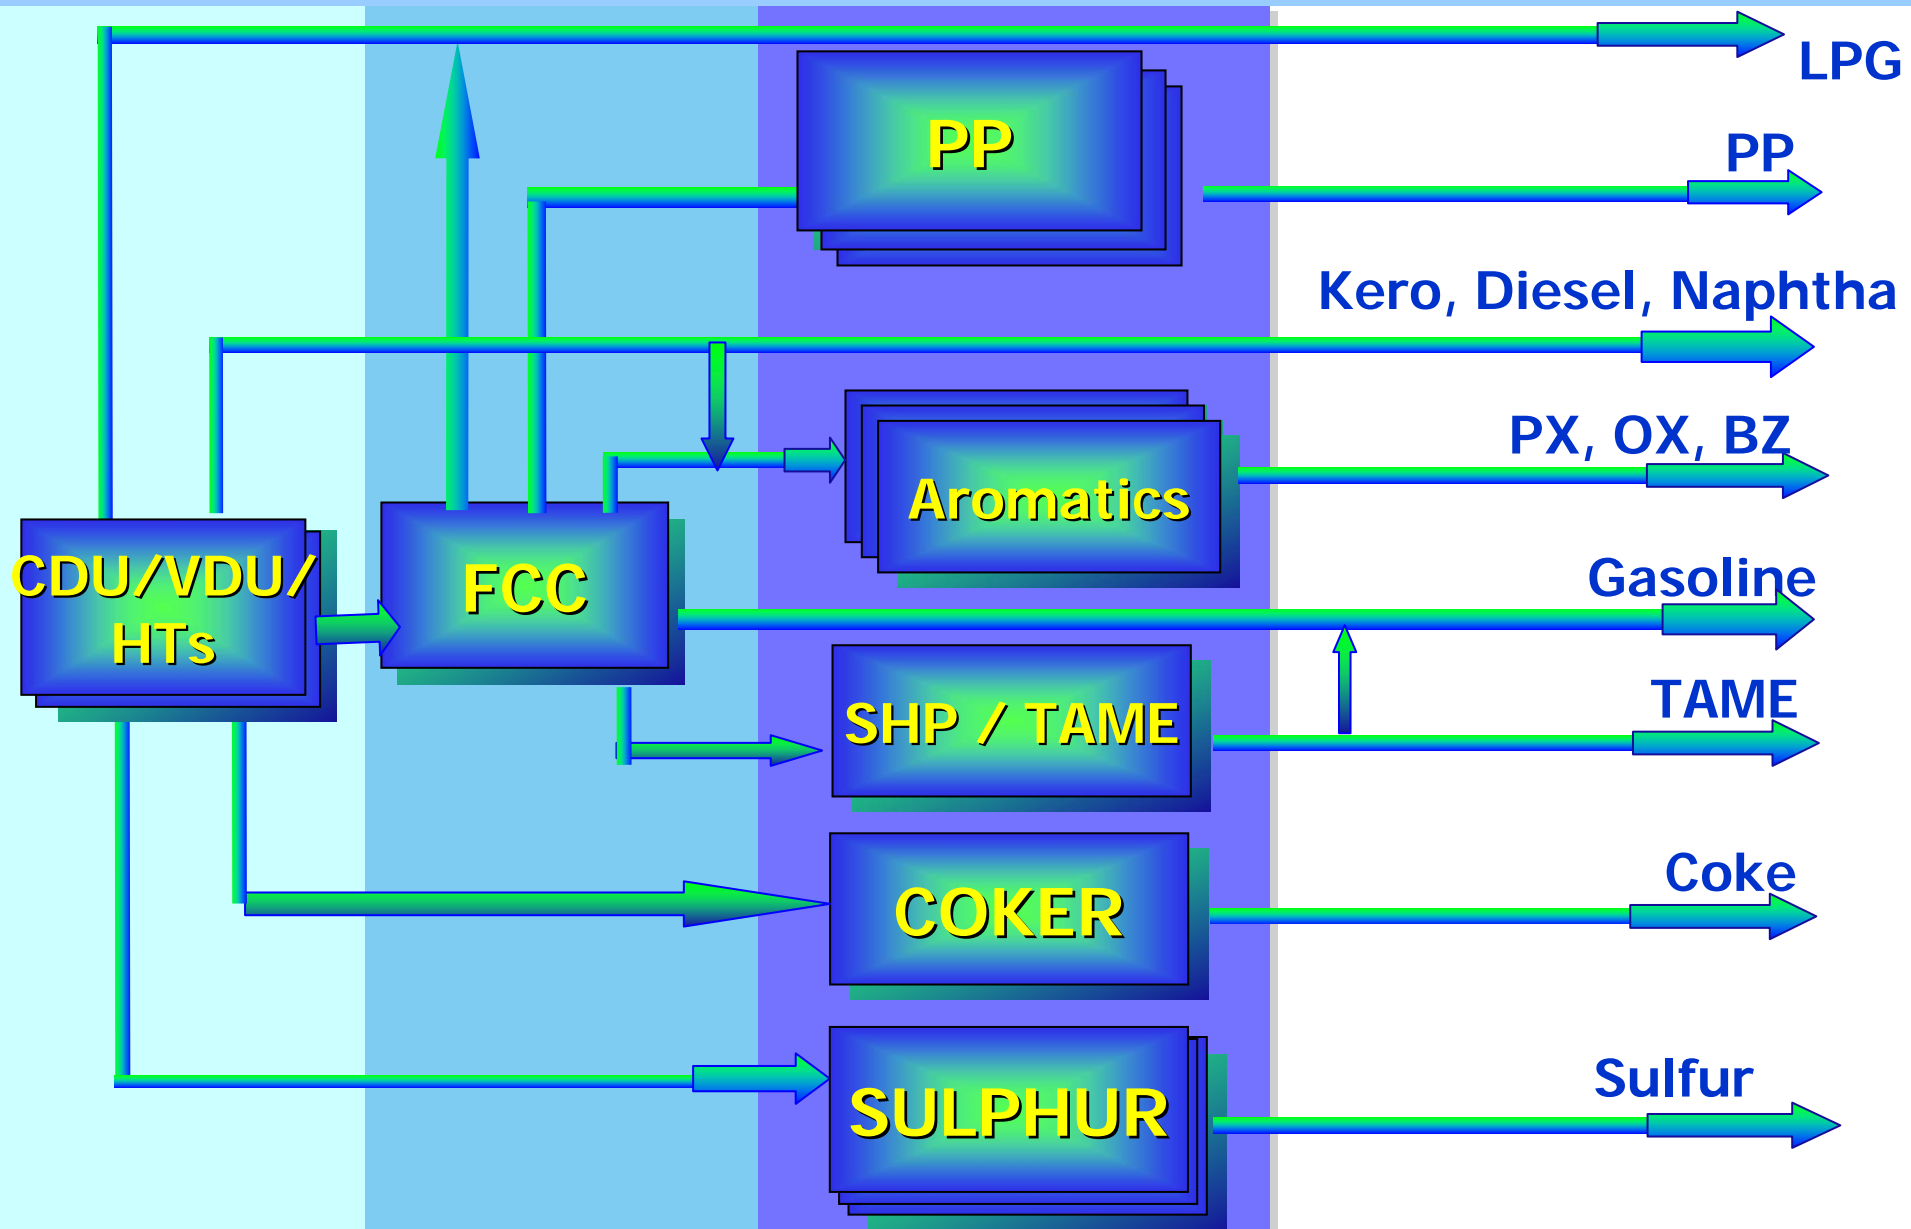 LPG
PP
PP
Kero, Diesel, Naphtha
PX, OX, BZ
Aromatics
CDU/VDU/
HTs
FCC
Gasoline
SHP / TAME
TAME
COKER
Coke
SULPHUR
Sulfur